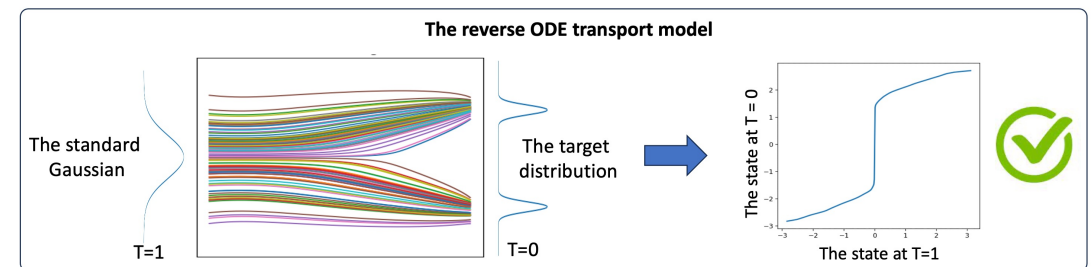 The reverse ODE transport model
The standard
Gaussian
T=1
The target
distribution
T=0
The state at T = 0
2
1
0
−1
−2
−3
−3
−2
−1
0
1
2
3
The state at T=1